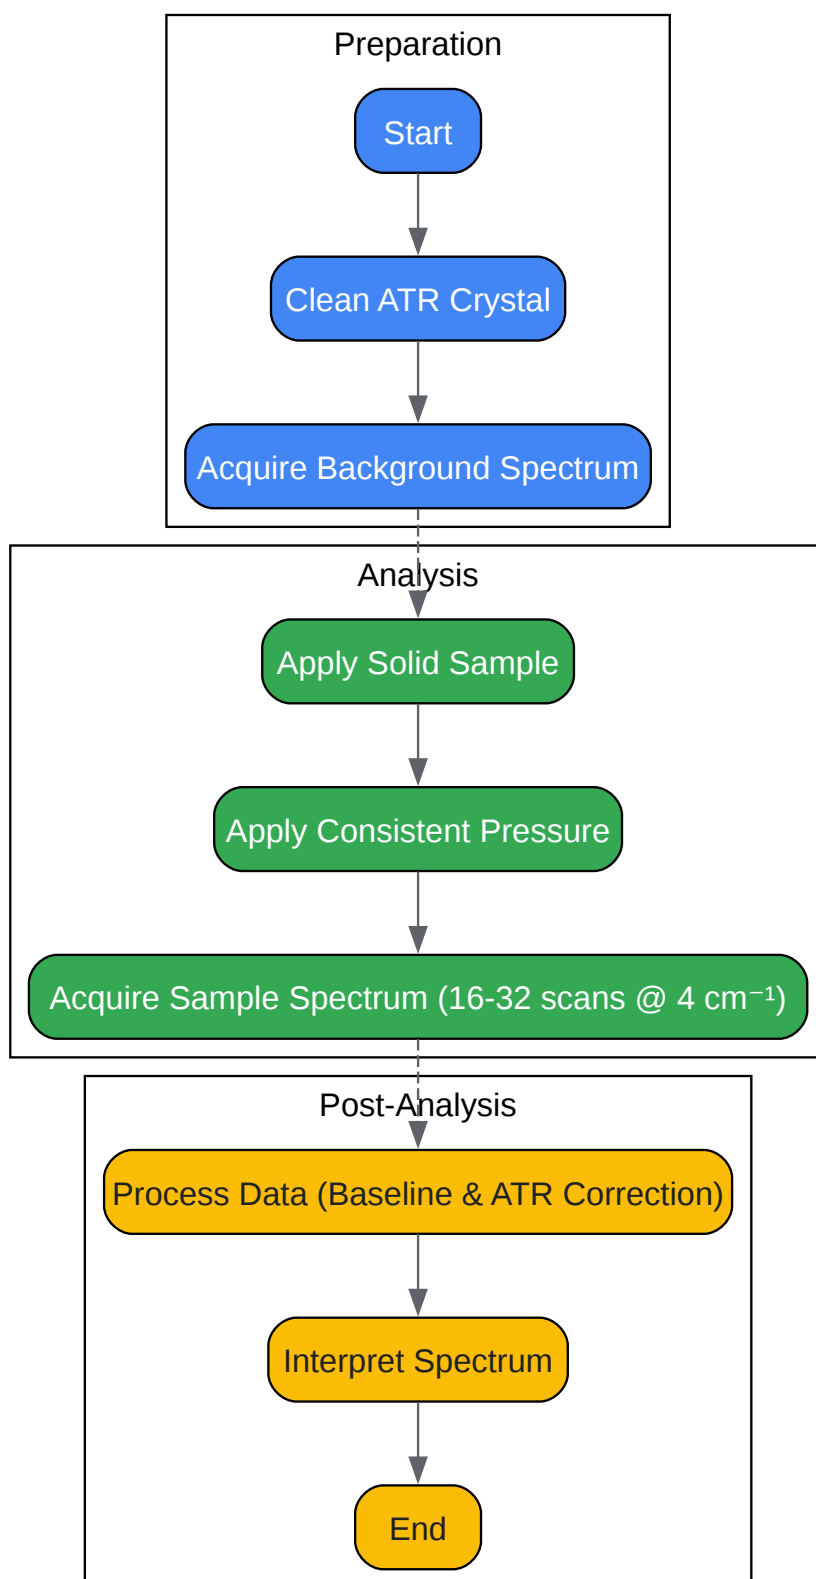 Preparation
Start
Clean ATR Crystal
Acquire Background Spectrum
Analysis
Apply Solid Sample
Apply Consistent Pressure
Acquire Sample Spectrum (16-32 scans @ 4 cm⁻¹)
Post-Analysis
Process Data (Baseline & ATR Correction)
Interpret Spectrum
End